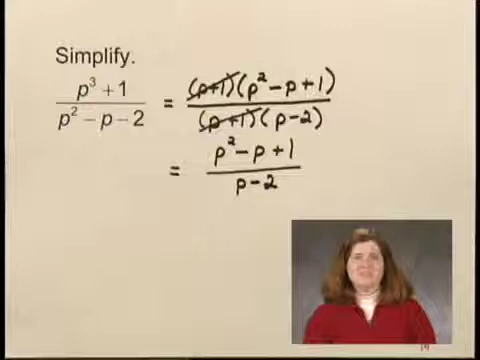 Simplify.
(p³ + 1)/(p² − p − 2) = (p+1)(p² − p + 1)/(p+1)(p − 2)
= (p² − p + 1)/(p − 2)